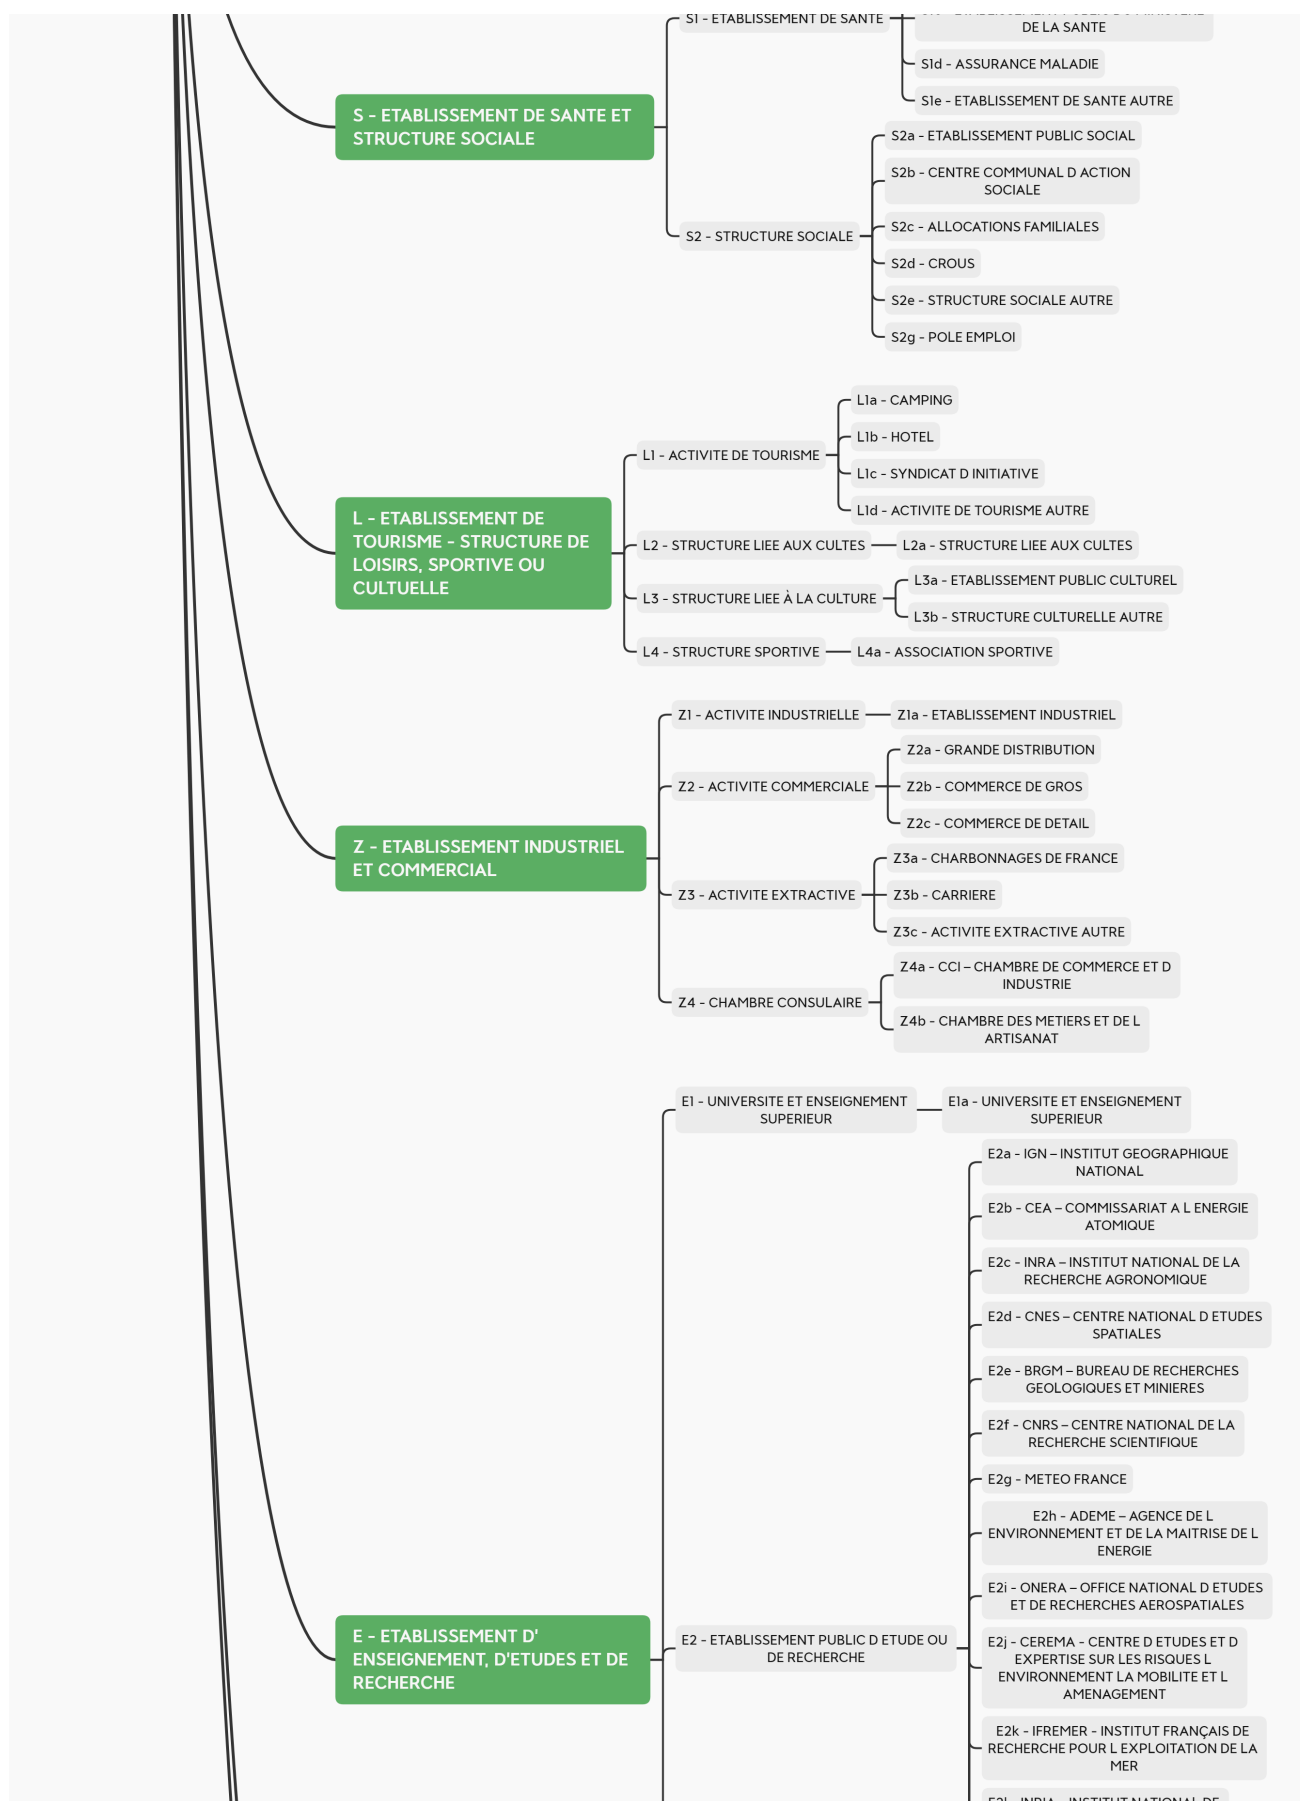 S1 - ETABLISSEMENT DE SANTE
DE LA SANTE
S1d - ASSURANCE MALADIE
S1e - ETABLISSEMENT DE SANTE AUTRE
S - ETABLISSEMENT DE SANTE ET
STRUCTURE SOCIALE
S2 - STRUCTURE SOCIALE
S2a - ETABLISSEMENT PUBLIC SOCIAL
S2b - CENTRE COMMUNAL D ACTION
SOCIALE
S2c - ALLOCATIONS FAMILIALES
S2d - CROUS
S2e - STRUCTURE SOCIALE AUTRE
S2g - POLE EMPLOI
L - ETABLISSEMENT DE
TOURISME - STRUCTURE DE
LOISIRS, SPORTIVE OU
CULTUELLE
L1 - ACTIVITE DE TOURISME
L1a - CAMPING
L1b - HOTEL
L1c - SYNDICAT D INITIATIVE
L1d - ACTIVITE DE TOURISME AUTRE
L2 - STRUCTURE LIEE AUX CULTES
L2a - STRUCTURE LIEE AUX CULTES
L3 - STRUCTURE LIEE À LA CULTURE
L3a - ETABLISSEMENT PUBLIC CULTUREL
L3b - STRUCTURE CULTURELLE AUTRE
L4 - STRUCTURE SPORTIVE
L4a - ASSOCIATION SPORTIVE
Z - ETABLISSEMENT INDUSTRIEL
ET COMMERCIAL
Z1 - ACTIVITE INDUSTRIELLE
Z1a - ETABLISSEMENT INDUSTRIEL
Z2 - ACTIVITE COMMERCIALE
Z2a - GRANDE DISTRIBUTION
Z2b - COMMERCE DE GROS
Z2c - COMMERCE DE DETAIL
Z3 - ACTIVITE EXTRACTIVE
Z3a - CHARBONNAGES DE FRANCE
Z3b - CARRIERE
Z3c - ACTIVITE EXTRACTIVE AUTRE
Z4 - CHAMBRE CONSULAIRE
Z4a - CCI – CHAMBRE DE COMMERCE ET D
INDUSTRIE
Z4b - CHAMBRE DES METIERS ET DE L
ARTISANAT
E - ETABLISSEMENT D'
ENSEIGNEMENT, D'ETUDES ET DE
RECHERCHE
E1 - UNIVERSITE ET ENSEIGNEMENT
SUPERIEUR
E1a - UNIVERSITE ET ENSEIGNEMENT
SUPERIEUR
E2 - ETABLISSEMENT PUBLIC D ETUDE OU
DE RECHERCHE
E2a - IGN – INSTITUT GEOGRAPHIQUE
NATIONAL
E2b - CEA – COMMISSARIAT A L ENERGIE
ATOMIQUE
E2c - INRA – INSTITUT NATIONAL DE LA
RECHERCHE AGRONOMIQUE
E2d - CNES – CENTRE NATIONAL D ETUDES
SPATIALES
E2e - BRGM – BUREAU DE RECHERCHES
GEOLOGIQUES ET MINIERES
E2f - CNRS – CENTRE NATIONAL DE LA
RECHERCHE SCIENTIFIQUE
E2g - METEO FRANCE
E2h - ADEME – AGENCE DE L
ENVIRONNEMENT ET DE LA MAITRISE DE L
ENERGIE
E2i - ONERA – OFFICE NATIONAL D ETUDES
ET DE RECHERCHES AEROSPATIALES
E2j - CEREMA - CENTRE D ETUDES ET D
EXPERTISE SUR LES RISQUES L
ENVIRONNEMENT LA MOBILITE ET L
AMENAGEMENT
E2k - IFREMER - INSTITUT FRANÇAIS DE
RECHERCHE POUR L EXPLOITATION DE LA
MER